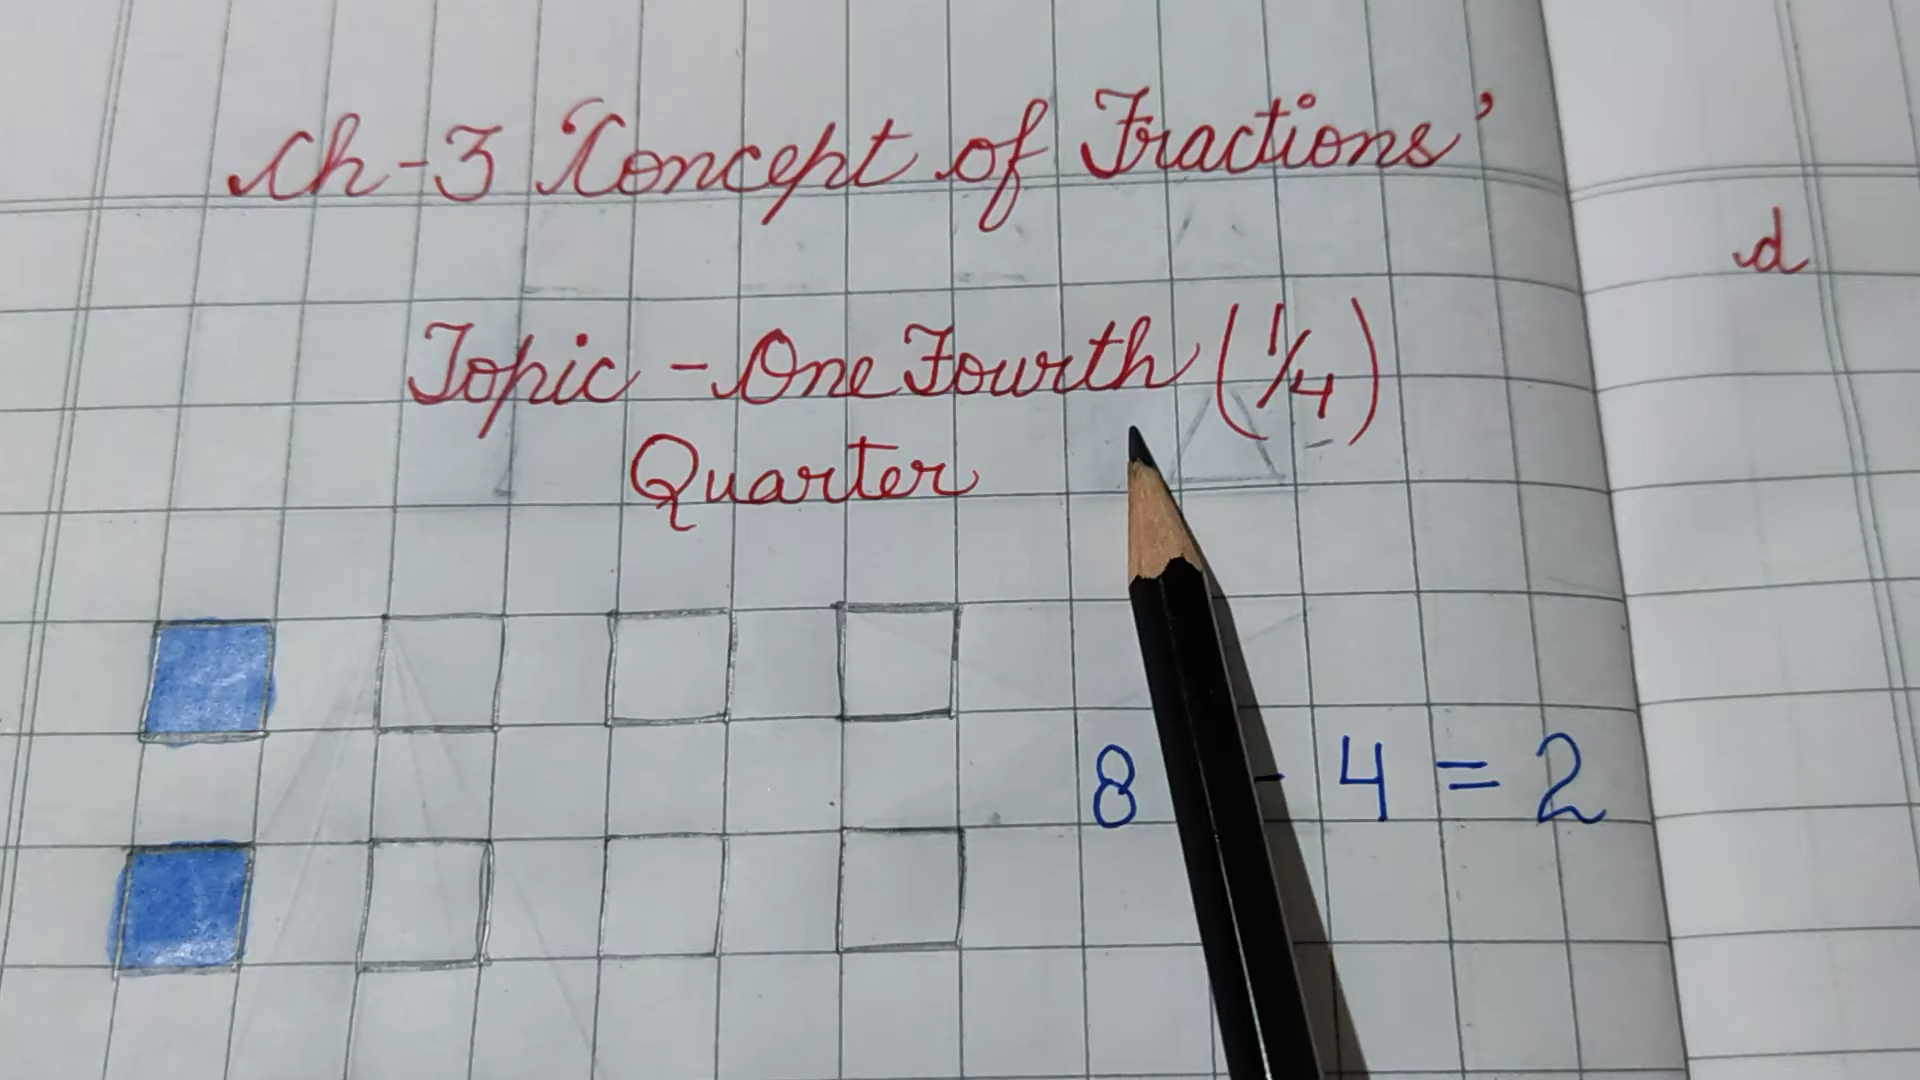 Ch-3 'Concept of Fractions'
Topic - One Fourth (1/4)
Quarter
8 4 = 2
d